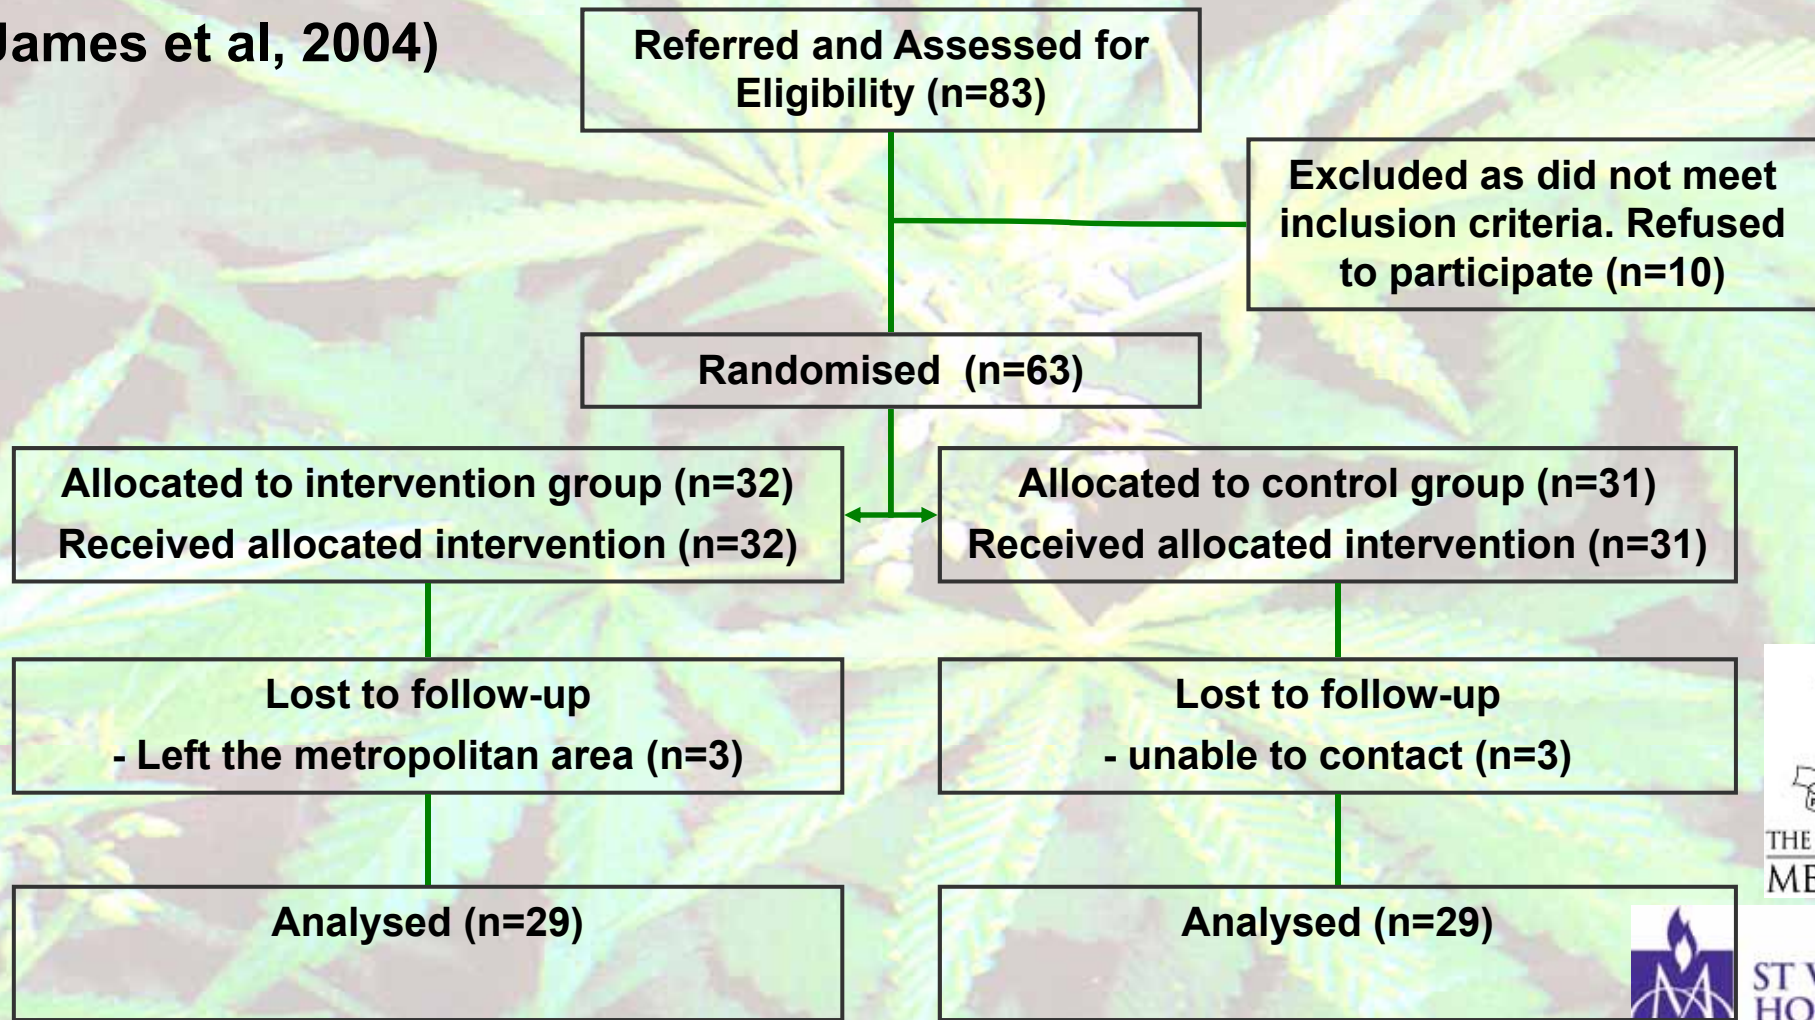 James et al, 2004)
Referred and Assessed for
Eligibility (n=83)
Excluded as did not meet
inclusion criteria. Refused
to participate (n=10)
Randomised (n=63)
Allocated to intervention group (n=32)
Received allocated intervention (n=32)
Allocated to control group (n=31)
Received allocated intervention (n=31)
Lost to follow-up
- Left the metropolitan area (n=3)
Lost to follow-up
- unable to contact (n=3)
Analysed (n=29)
Analysed (n=29)
THE
ME
ST V
HO